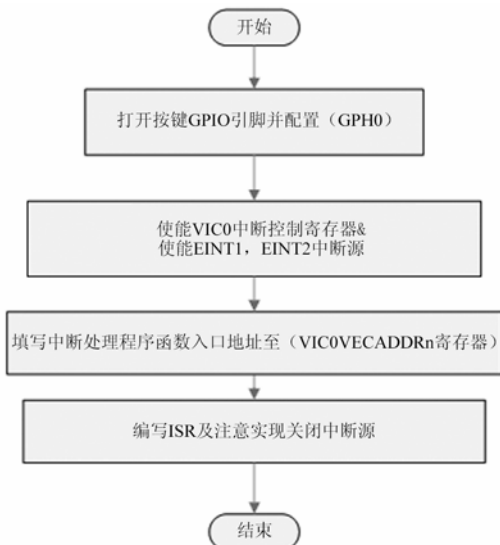 开始
打开按键GPIO引脚并配置（GPH0）
使能VIC0中断控制寄存器&
使能EINT1，EINT2中断源
填写中断处理程序函数入口地址至（VIC0VECADDRn寄存器）
编写ISR及注意实现关闭中断源
结束